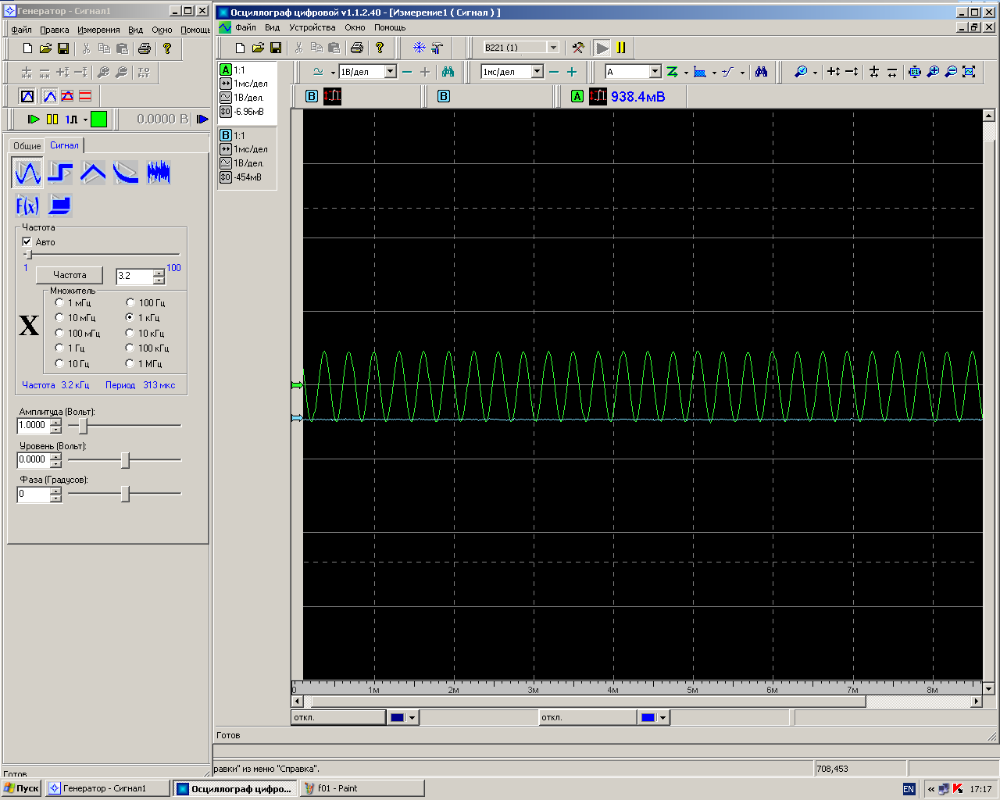 Генератор - Сигнал1
Файл Правка Измерения Вид Окно Помощь
0.0000 В
Общие Сигнал
F(x)
Частота
Авто
1 100
Частота 3.2
Множитель
X
1 мГц 100 Гц
10 мГц 1 кГц
100 мГц 10 кГц
1 Гц 100 кГц
10 Гц 1 МГц
Частота 3.2 кГц Период 313 мкс
Амплитуда (Вольт):
1.0000
Уровень (Вольт):
0.0000
Фаза (Градусов):
0
Готов
Осциллограф цифровой v1.1.2.40 - [Измерение1 ( Сигнал ) ]
Файл Вид Устройства Окно Помощь
B221 (1)
1В/дел 1мс/дел A
B B A 938.4мВ
A 1:1
1мс/дел
1В/дел.
-6.96мВ
B 1:1
1мс/дел
1В/дел.
-454мВ
0 1м 2м 3м 4м 5м 6м 7м 8м
откл. откл.
Готов
равки" из меню "Справка". 708,453
Пуск Генератор - Сигнал1 Осциллограф цифро... f01 - Paint EN « 17:17